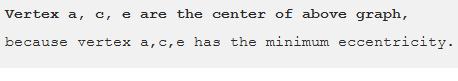 Vertex a, c, e are the center of above graph,
because vertex a,c,e has the minimum eccentricity.